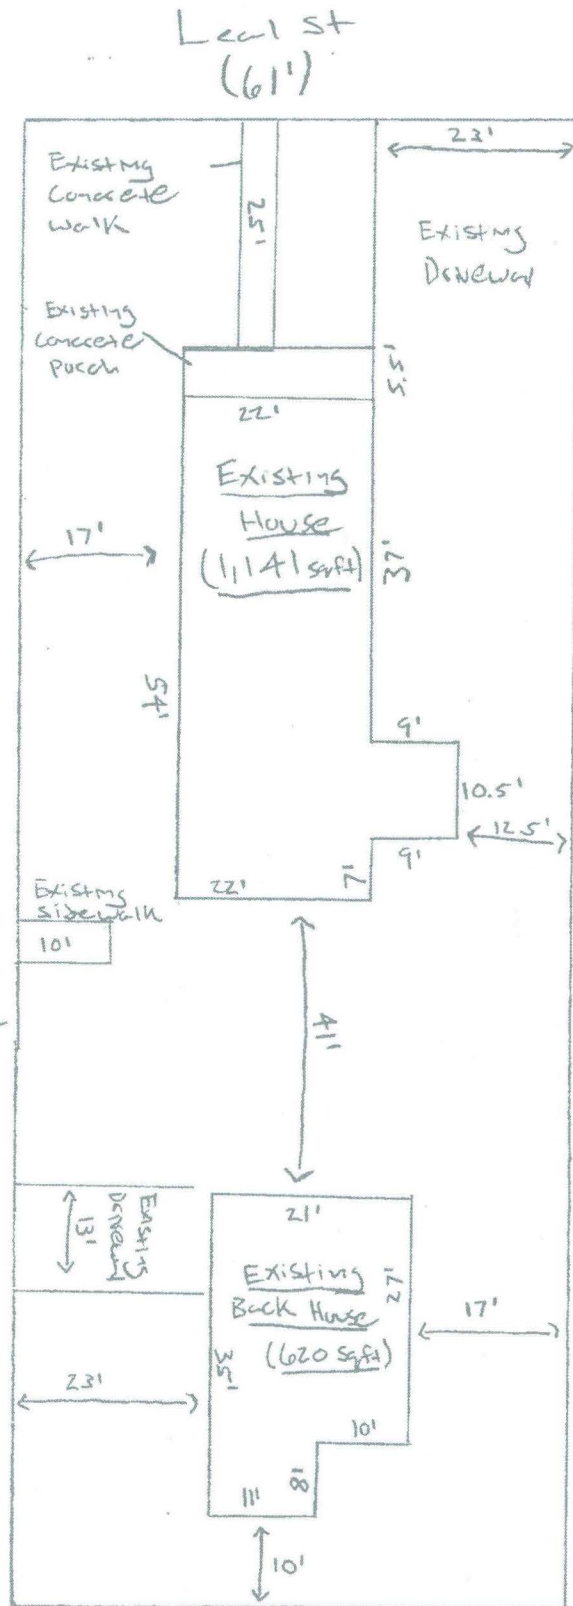 Leal St
(61')
23'
Existing
Concrete
walk
25'
Existing
Driveway
Existing
concrete
porch
5.5'
22'
Existing
House
(1,141 sqft)
17'
37'
54'
9'
10.5'
12.5'
9'
7'
22'
Existing
sidewalk
10'
41'
Existing
Driveway
13'
21'
27'
Existing
Back House
(620 sqft)
17'
23'
35'
10'
8'
11'
10'